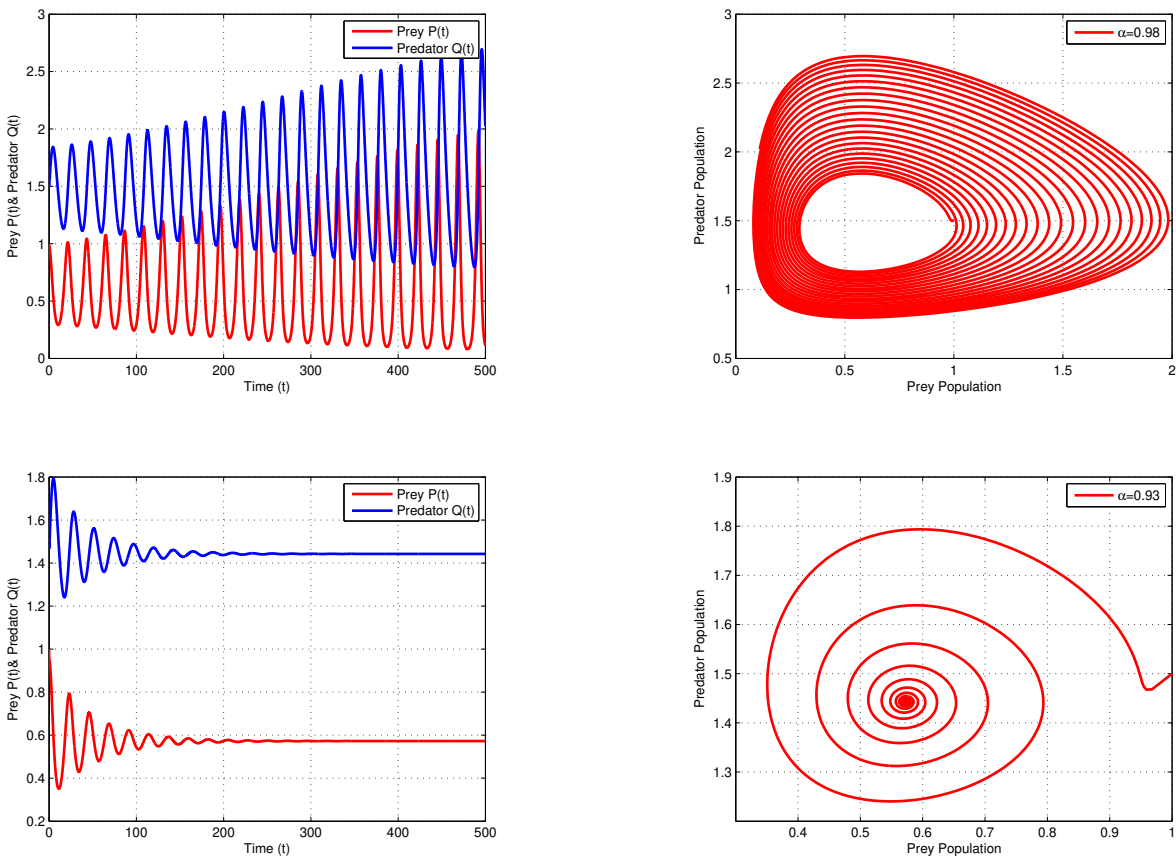 Prey P(t)& Predator Q(t)
3
2.5
2
1.5
1
0.5
0
0 100 200 300 400 500
Time (t)
Prey P(t)
Predator Q(t)
Predator Population
3
2.5
2
1.5
1
0.5
0 0.5 1 1.5 2
Prey Population
α=0.98
Prey P(t)& Predator Q(t)
1.8
1.6
1.4
1.2
1
0.8
0.6
0.4
0.2
0 100 200 300 400 500
Time (t)
Prey P(t)
Predator Q(t)
Predator Population
1.9
1.8
1.7
1.6
1.5
1.4
1.3
0.4 0.5 0.6 0.7 0.8 0.9 1
Prey Population
α=0.93